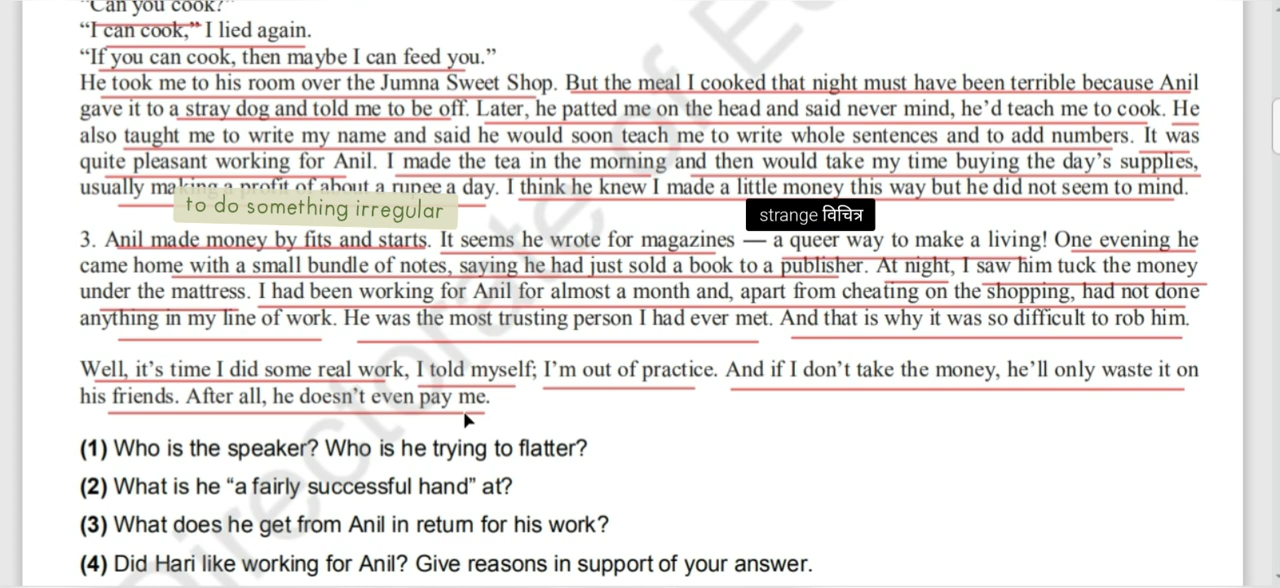 "Can you cook?"
"I can cook," I lied again.
"If you can cook, then maybe I can feed you."
He took me to his room over the Jumna Sweet Shop. But the meal I cooked that night must have been terrible because Anil
gave it to a stray dog and told me to be off. Later, he patted me on the head and said never mind, he'd teach me to cook. He
also taught me to write my name and said he would soon teach me to write whole sentences and to add numbers. It was
quite pleasant working for Anil. I made the tea in the morning and then would take my time buying the day's supplies,
usually making a profit of about a rupee a day. I think he knew I made a little money this way but he did not seem to mind.
to do something irregular
strange विचित्र
3. Anil made money by fits and starts. It seems he wrote for magazines — a queer way to make a living! One evening he
came home with a small bundle of notes, saying he had just sold a book to a publisher. At night, I saw him tuck the money
under the mattress. I had been working for Anil for almost a month and, apart from cheating on the shopping, had not done
anything in my line of work. He was the most trusting person I had ever met. And that is why it was so difficult to rob him.
Well, it's time I did some real work, I told myself; I'm out of practice. And if I don't take the money, he'll only waste it on
his friends. After all, he doesn't even pay me.
(1) Who is the speaker? Who is he trying to flatter?
(2) What is he "a fairly successful hand" at?
(3) What does he get from Anil in return for his work?
(4) Did Hari like working for Anil? Give reasons in support of your answer.
Directorate of E